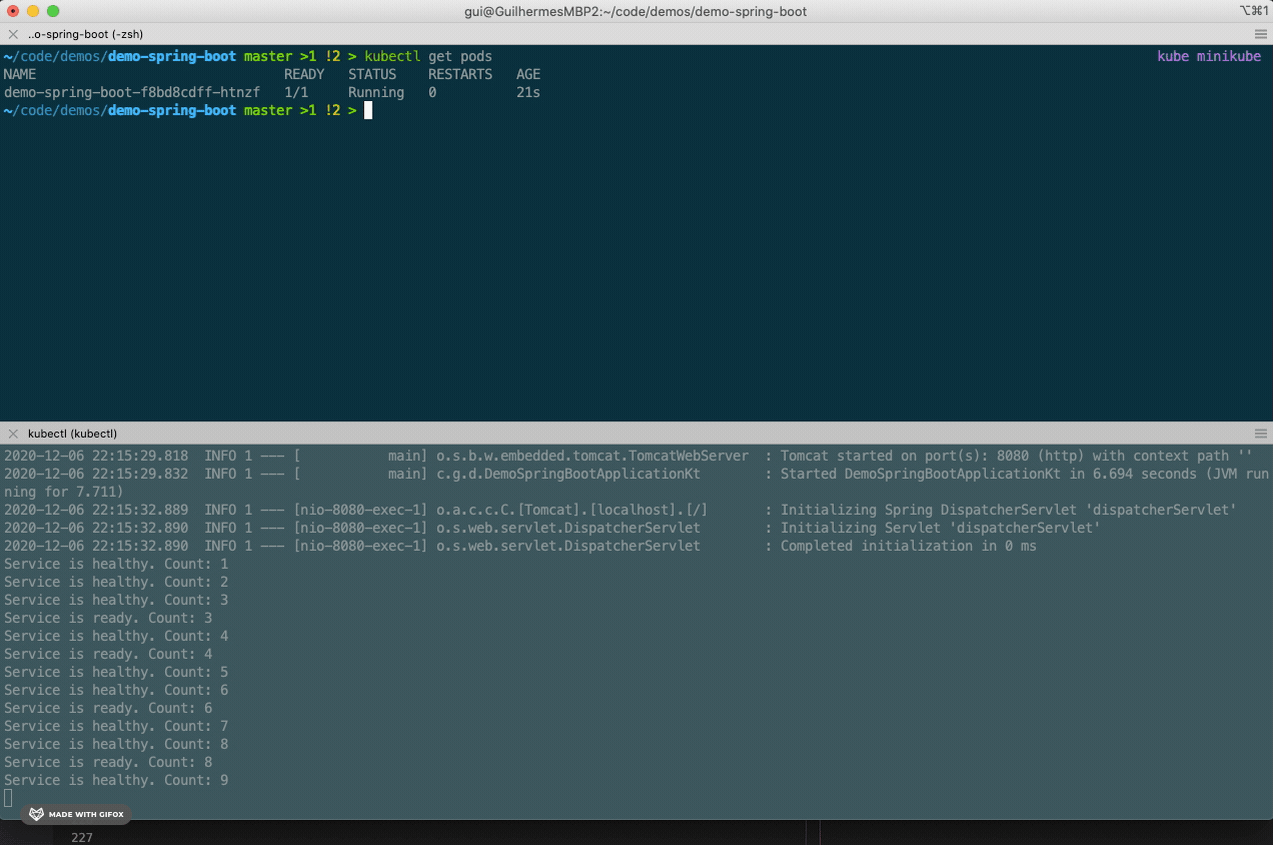 gui@GuilhermesMBP2:~/code/demos/demo-spring-boot ⌥⌘1
..o-spring-boot (-zsh)
~/code/demos/demo-spring-boot master >1 !2 > kubectl get pods kube minikube
NAME READY STATUS RESTARTS AGE
demo-spring-boot-f8bd8cdff-htnzf 1/1 Running 0 21s
~/code/demos/demo-spring-boot master >1 !2 >
kubectl (kubectl)
2020-12-06 22:15:29.818 INFO 1 --- [ main] o.s.b.w.embedded.tomcat.TomcatWebServer : Tomcat started on port(s): 8080 (http) with context path ''
2020-12-06 22:15:29.832 INFO 1 --- [ main] c.g.d.DemoSpringBootApplicationKt : Started DemoSpringBootApplicationKt in 6.694 seconds (JVM run
ning for 7.711)
2020-12-06 22:15:32.889 INFO 1 --- [nio-8080-exec-1] o.a.c.c.C.[Tomcat].[localhost].[/] : Initializing Spring DispatcherServlet 'dispatcherServlet'
2020-12-06 22:15:32.890 INFO 1 --- [nio-8080-exec-1] o.s.web.servlet.DispatcherServlet : Initializing Servlet 'dispatcherServlet'
2020-12-06 22:15:32.890 INFO 1 --- [nio-8080-exec-1] o.s.web.servlet.DispatcherServlet : Completed initialization in 0 ms
Service is healthy. Count: 1
Service is healthy. Count: 2
Service is healthy. Count: 3
Service is ready. Count: 3
Service is healthy. Count: 4
Service is ready. Count: 4
Service is healthy. Count: 5
Service is healthy. Count: 6
Service is ready. Count: 6
Service is healthy. Count: 7
Service is healthy. Count: 8
Service is ready. Count: 8
Service is healthy. Count: 9
MADE WITH GIFOX
227